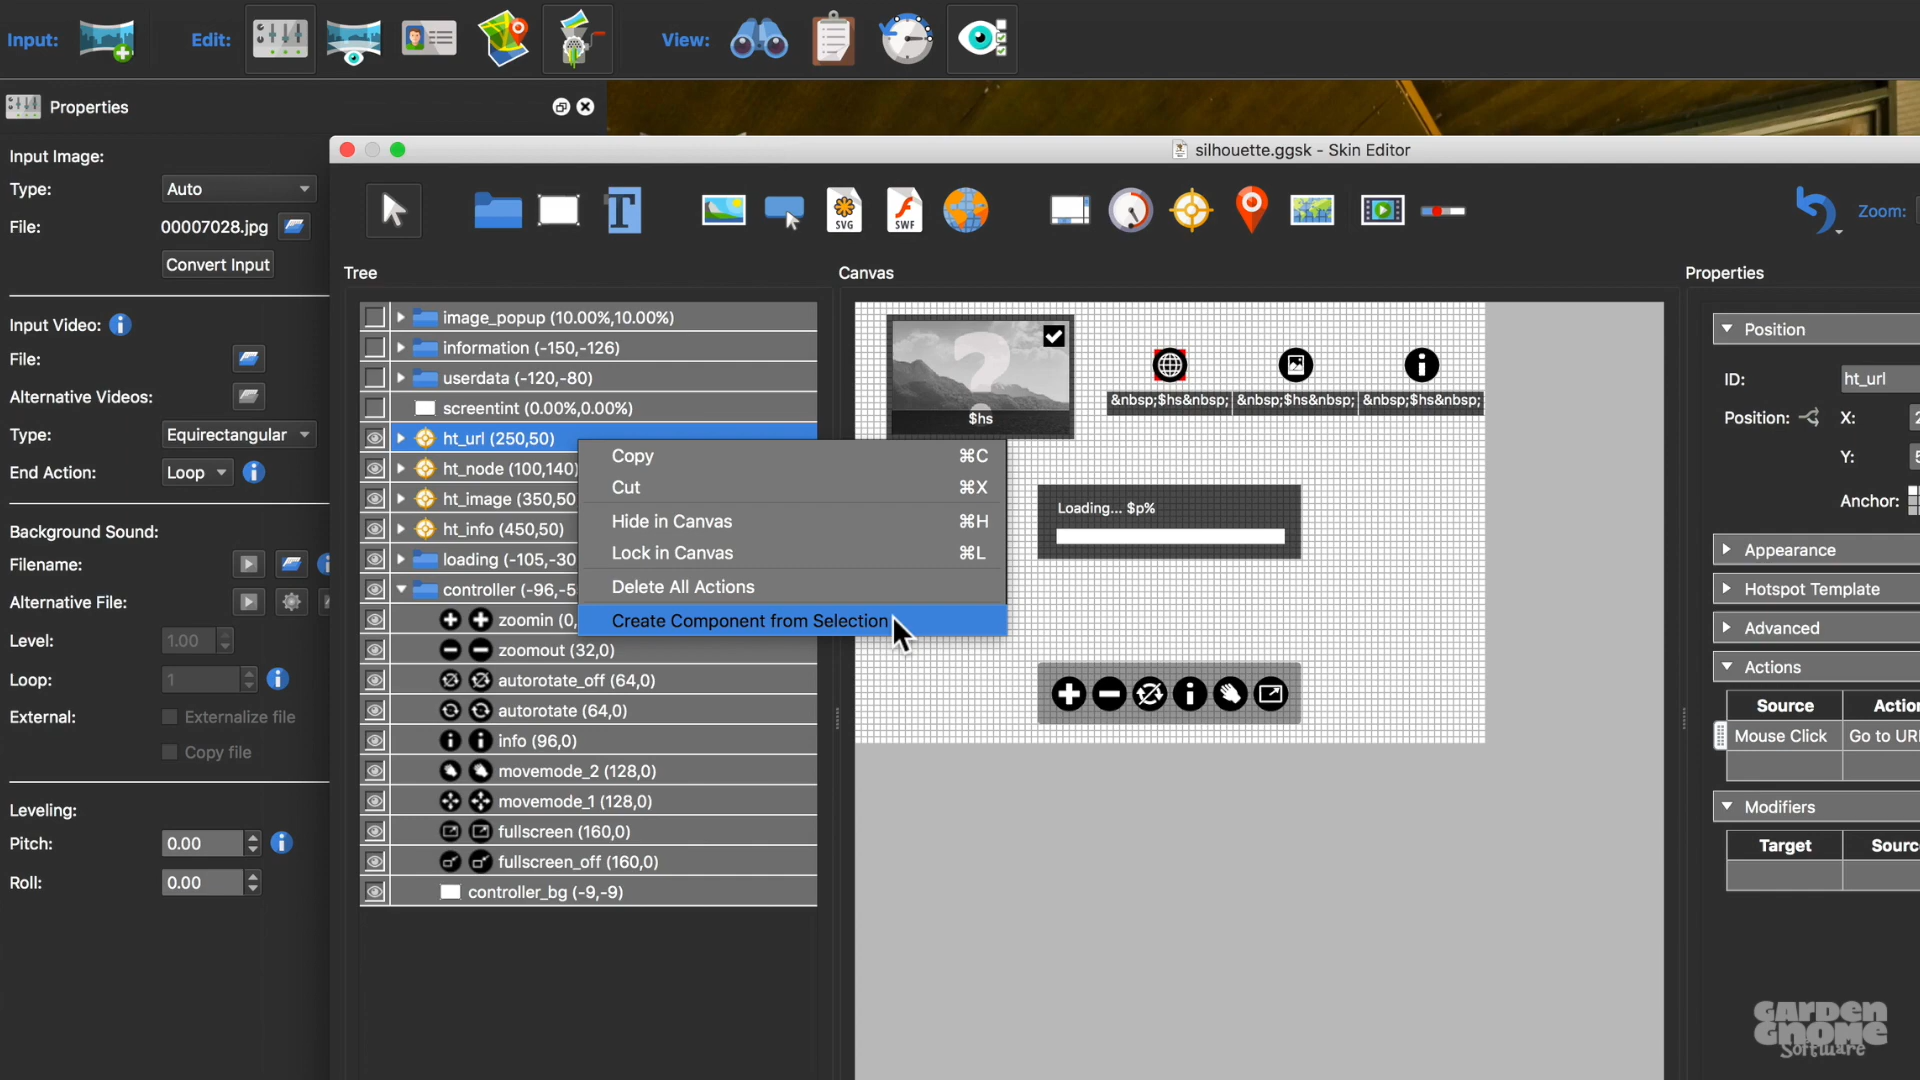 Input:
Edit:
View:
Properties
silhouette.ggsk - Skin Editor
Input Image:
Type:
Auto
File:
00007028.jpg
Convert Input
Input Video:
File:
Alternative Videos:
Type:
Equirectangular
End Action:
Loop
Background Sound:
Filename:
Alternative File:
Level:
1.00
Loop:
1
External:
Externalize file
Copy file
Leveling:
Pitch:
0.00
Roll:
0.00
SVG
SWF
Zoom:
Tree
image_popup (10.00%,10.00%)
information (-150,-126)
userdata (-120,-80)
screentint (0.00%,0.00%)
ht_url (250,50)
ht_node (100,140)
ht_image (350,50
ht_info (450,50)
loading (-105,-30
controller (-96,-5
zoomin (0,
zoomout (32,0)
autorotate_off (64,0)
autorotate (64,0)
info (96,0)
movemode_2 (128,0)
movemode_1 (128,0)
fullscreen (160,0)
fullscreen_off (160,0)
controller_bg (-9,-9)
Copy ⌘C
Cut ⌘X
Hide in Canvas ⌘H
Lock in Canvas ⌘L
Delete All Actions
Create Component from Selection
Canvas
$hs
&nbsp;$hs&nbsp;
&nbsp;$hs&nbsp;
&nbsp;$hs&nbsp;
Loading... $p%
Properties
Position
ID:
ht_url
Position:
X:
2
Y:
5
Anchor:
Appearance
Hotspot Template
Advanced
Actions
Source Action
Mouse Click Go to URL
Modifiers
Target Source
GARDEN
GNOME
Software